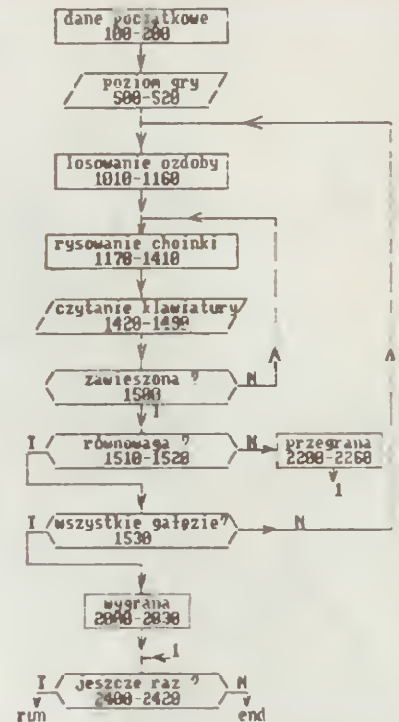 dane początkowe
100-200
poziom gry
500-520
losowanie ozdoby
1010-1160
rysowanie choinki
1170-1410
czytanie klawiatury
1420-1490
zawieszona ?
N
1500
T
T
równowaga ?
N
1510-1520
przegrana
2200-2260
1
T
wszystkie gałęzie?
N
1530
wygrana
2000-2030
1
T
jeszcze raz ?
N
2400-2420
run
end